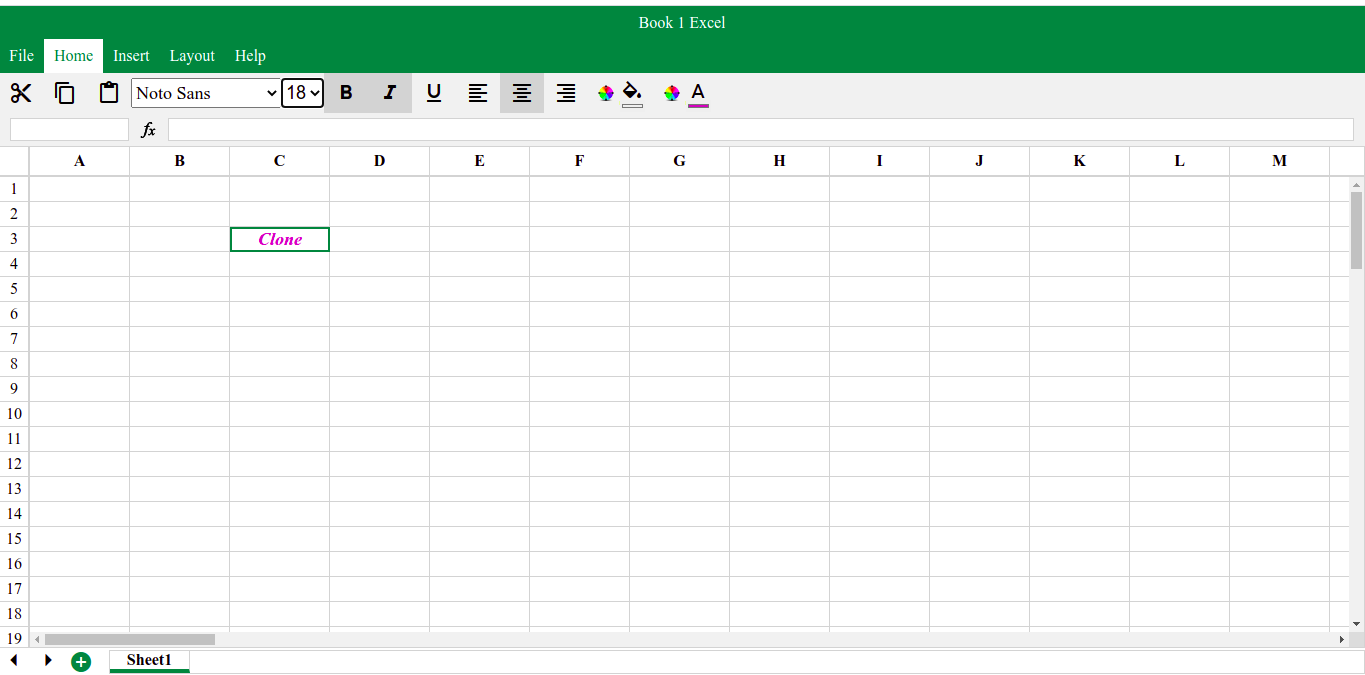 Book 1 Excel
File Home Insert Layout Help
Noto Sans 18 B I U A
fx
A B C D E F G H I J K L M
1
2
3 Clone
4
5
6
7
8
9
10
11
12
13
14
15
16
17
18
19
Sheet1